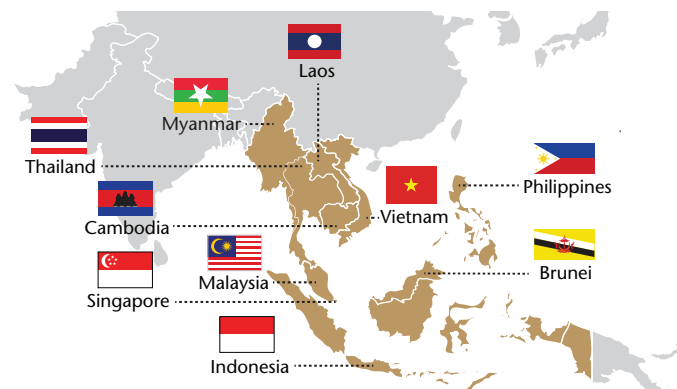 Laos
Myanmar
Thailand
Philippines
Cambodia
Vietnam
Malaysia
Brunei
Singapore
Indonesia